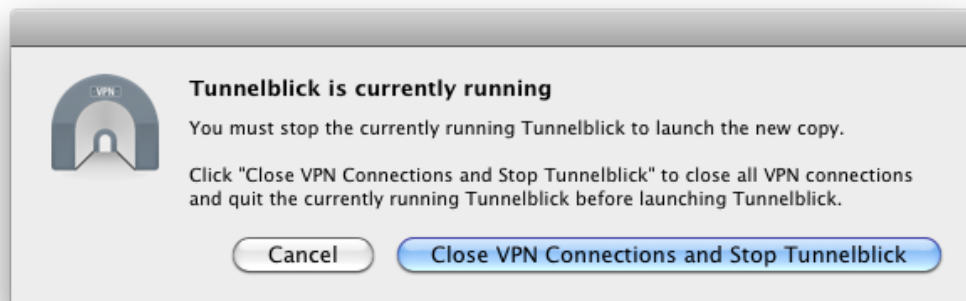 VPN
Tunnelblick is currently running
You must stop the currently running Tunnelblick to launch the new copy.
Click "Close VPN Connections and Stop Tunnelblick" to close all VPN connections
and quit the currently running Tunnelblick before launching Tunnelblick.
Cancel
Close VPN Connections and Stop Tunnelblick